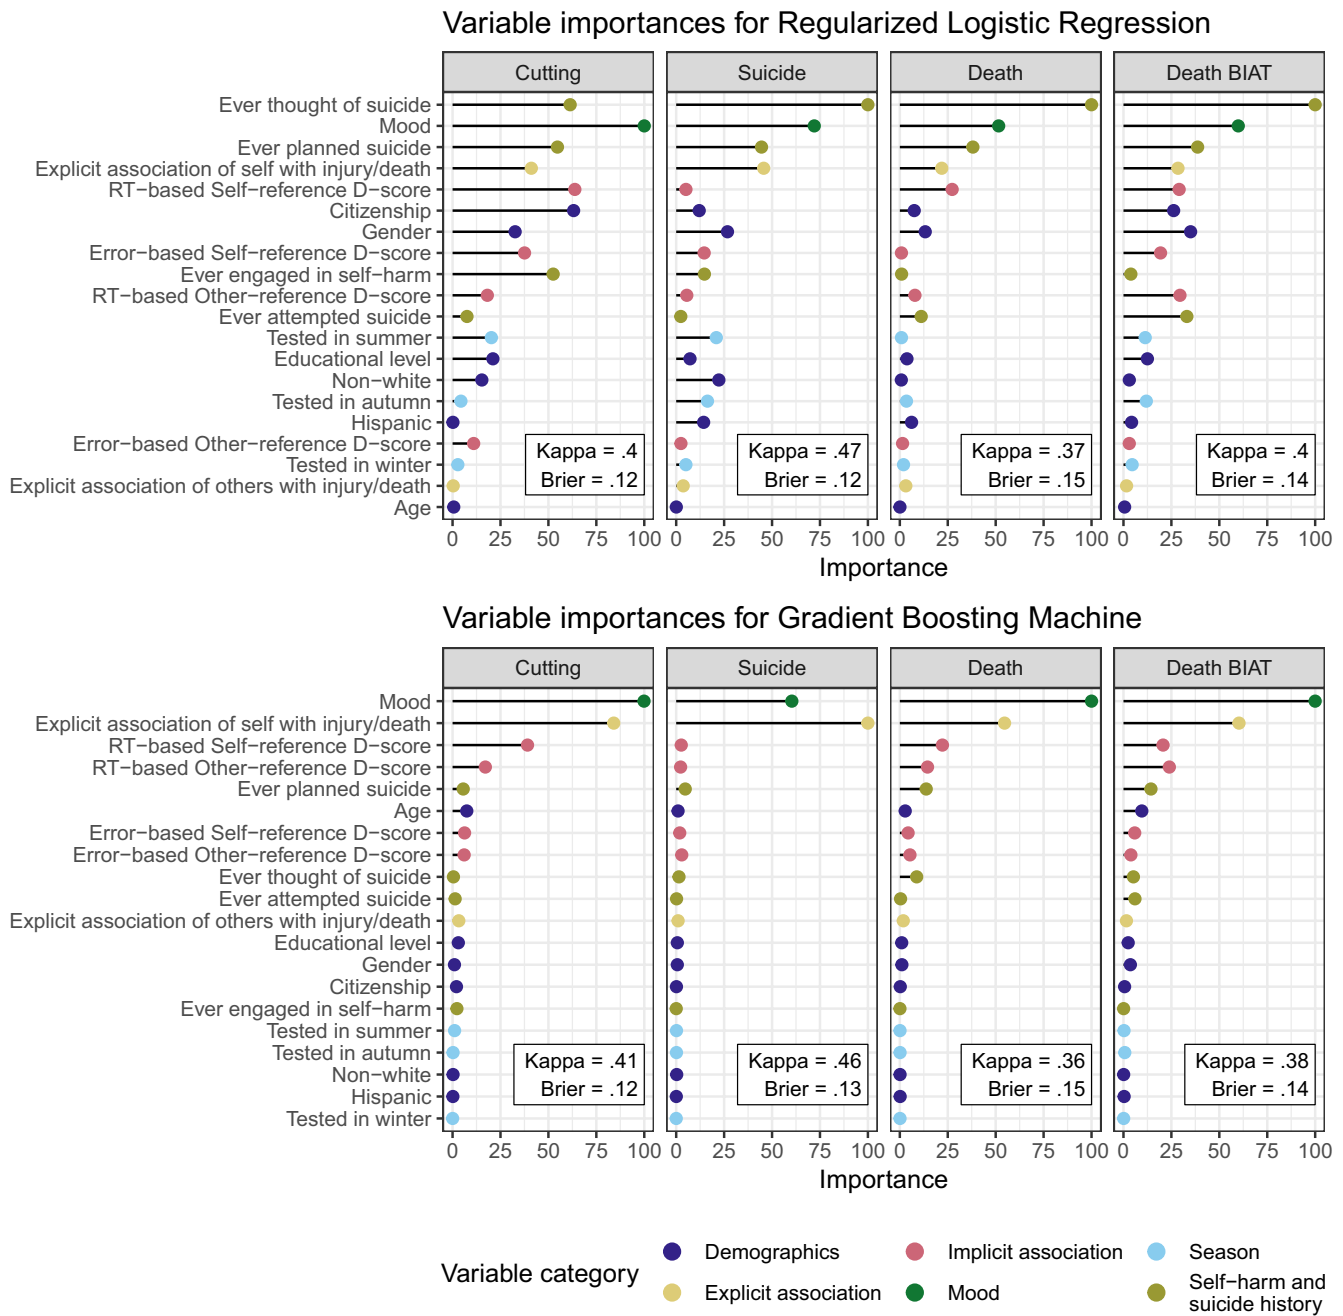 Variable importances for Regularized Logistic Regression
Cutting Suicide Death Death BIAT
Ever thought of suicide
Mood
Ever planned suicide
Explicit association of self with injury/death
RT−based Self−reference D−score
Citizenship
Gender
Error−based Self−reference D−score
Ever engaged in self−harm
RT−based Other−reference D−score
Ever attempted suicide
Tested in summer
Educational level
Non−white
Tested in autumn
Hispanic
Error−based Other−reference D−score
Tested in winter
Explicit association of others with injury/death
Age
Kappa = .4 Kappa = .47 Kappa = .37 Kappa = .4
Brier = .12 Brier = .12 Brier = .15 Brier = .14
0 25 50 75 100 0 25 50 75 100 0 25 50 75 100 0 25 50 75 100
Importance
Variable importances for Gradient Boosting Machine
Cutting Suicide Death Death BIAT
Mood
Explicit association of self with injury/death
RT−based Self−reference D−score
RT−based Other−reference D−score
Ever planned suicide
Age
Error−based Self−reference D−score
Error−based Other−reference D−score
Ever thought of suicide
Ever attempted suicide
Explicit association of others with injury/death
Educational level
Gender
Citizenship
Ever engaged in self−harm
Tested in summer
Tested in autumn
Non−white
Hispanic
Tested in winter
Kappa = .41 Kappa = .46 Kappa = .36 Kappa = .38
Brier = .12 Brier = .13 Brier = .15 Brier = .14
0 25 50 75 100 0 25 50 75 100 0 25 50 75 100 0 25 50 75 100
Importance
Variable category
Demographics Implicit association Season
Explicit association Mood Self−harm and
suicide history